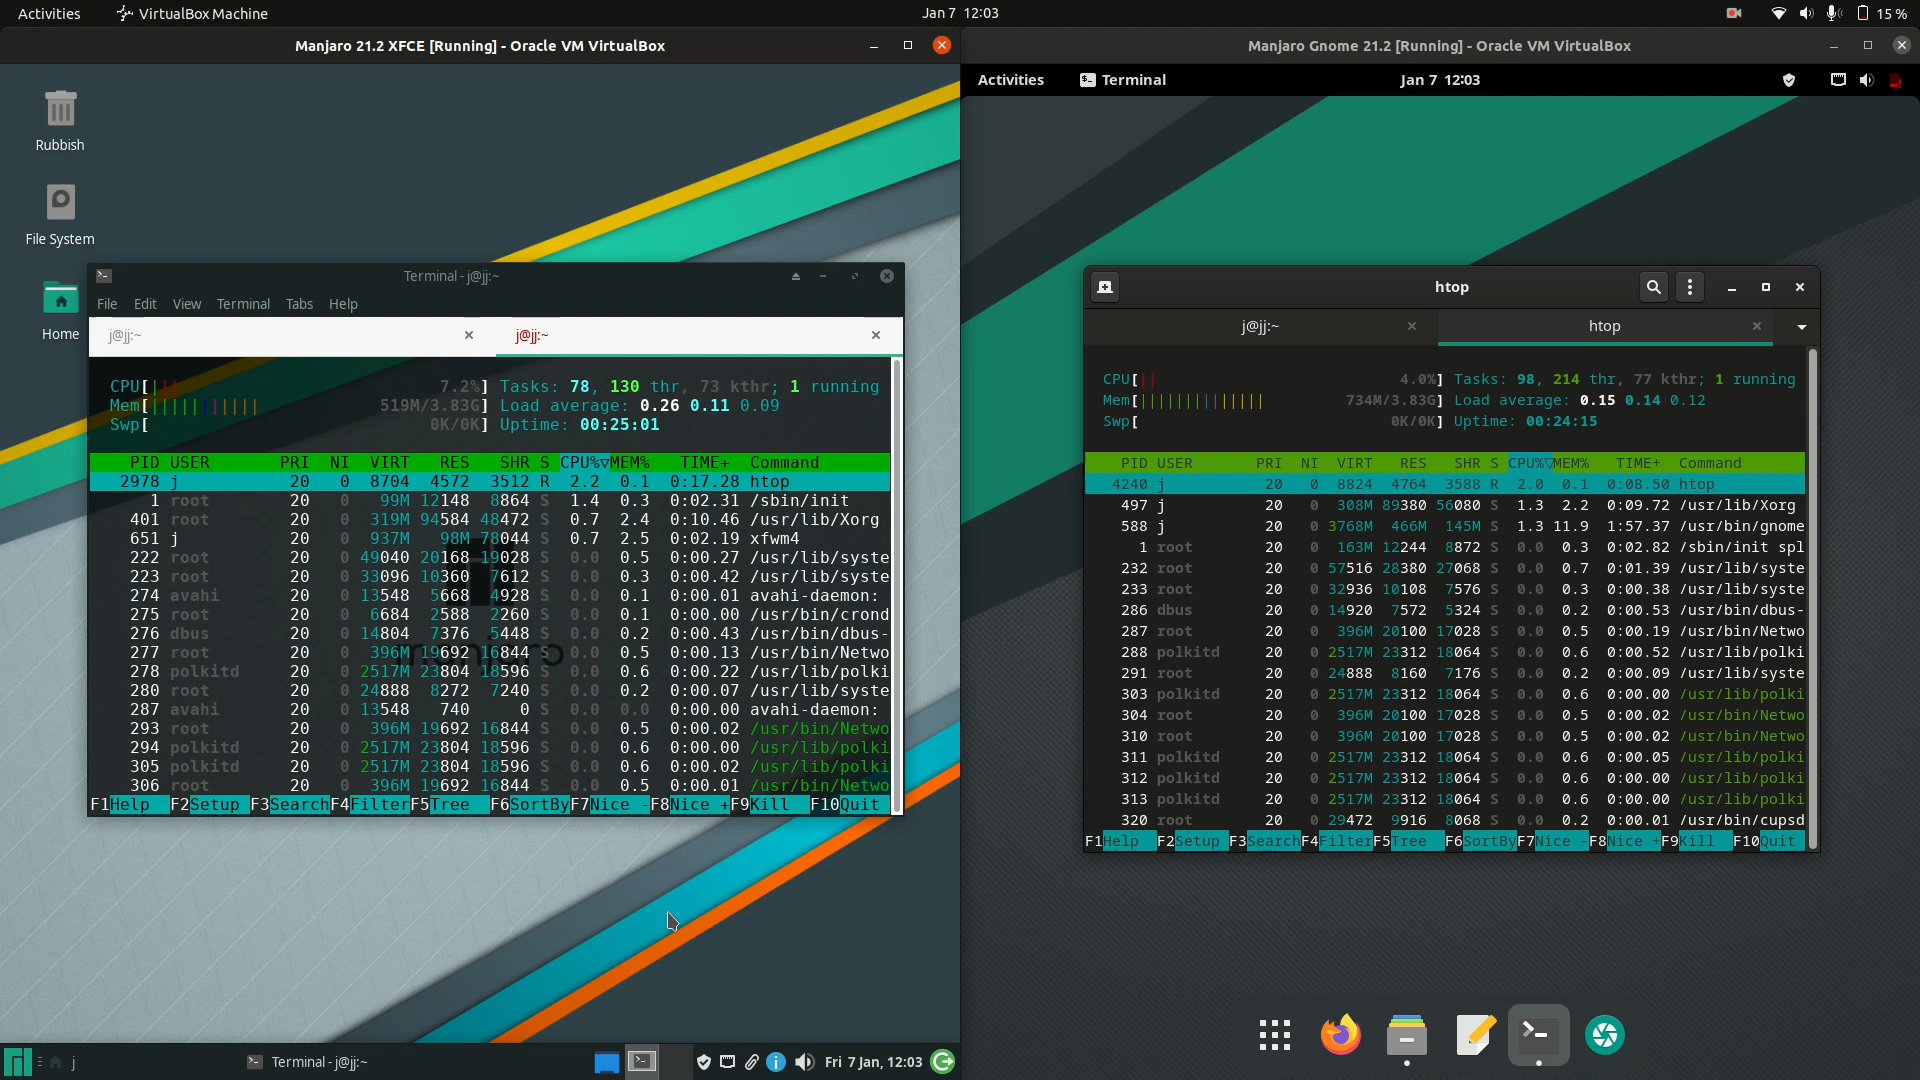 Activities VirtualBox Machine Jan 7 12:03 15 %
Manjaro 21.2 XFCE [Running] - Oracle VM VirtualBox
Rubbish
File System
Home
Terminal - j@jj:~
File Edit View Terminal Tabs Help
j@jj:~ j@jj:~
CPU[||| 7.2%] Tasks: 78, 130 thr, 73 kthr; 1 running
Mem[||||||||||||| 519M/3.83G] Load average: 0.26 0.11 0.09
Swp[ 0K/0K] Uptime: 00:25:01
PID USER PRI NI VIRT RES SHR S CPU%▽MEM% TIME+ Command
2978 j 20 0 8704 4572 3512 R 2.2 0.1 0:17.28 htop
1 root 20 0 99M 12148 8864 S 1.4 0.3 0:02.31 /sbin/init
401 root 20 0 319M 94584 48472 S 0.7 2.4 0:10.46 /usr/lib/Xorg
651 j 20 0 937M 98M 78044 S 0.7 2.5 0:02.19 xfwm4
222 root 20 0 49040 20168 19028 S 0.0 0.5 0:00.27 /usr/lib/syste
223 root 20 0 33096 10360 7612 S 0.0 0.3 0:00.42 /usr/lib/syste
274 avahi 20 0 13548 5668 4928 S 0.0 0.1 0:00.01 avahi-daemon:
275 root 20 0 6684 2588 2260 S 0.0 0.1 0:00.00 /usr/bin/crond
276 dbus 20 0 14804 7376 5448 S 0.0 0.2 0:00.43 /usr/bin/dbus-
277 root 20 0 396M 19692 16844 S 0.0 0.5 0:00.13 /usr/bin/Netwo
278 polkitd 20 0 2517M 23804 18596 S 0.0 0.6 0:00.22 /usr/lib/polki
280 root 20 0 24888 8272 7240 S 0.0 0.2 0:00.07 /usr/lib/syste
287 avahi 20 0 13548 740 0 S 0.0 0.0 0:00.00 avahi-daemon:
293 root 20 0 396M 19692 16844 S 0.0 0.5 0:00.02 /usr/bin/Netwo
294 polkitd 20 0 2517M 23804 18596 S 0.0 0.6 0:00.00 /usr/lib/polki
305 polkitd 20 0 2517M 23804 18596 S 0.0 0.6 0:00.02 /usr/lib/polki
306 root 20 0 396M 19692 16844 S 0.0 0.5 0:00.01 /usr/bin/Netwo
F1Help F2Setup F3SearchF4FilterF5Tree F6SortByF7Nice -F8Nice +F9Kill F10Quit
manjaro
j Terminal - j@jj:~ Fri 7 Jan, 12:03
Manjaro Gnome 21.2 [Running] - Oracle VM VirtualBox
Activities Terminal Jan 7 12:03
htop
j@jj:~ htop
CPU[|| 4.0%] Tasks: 98, 214 thr, 77 kthr; 1 running
Mem[|||||||||||||| 734M/3.83G] Load average: 0.15 0.14 0.12
Swp[ 0K/0K] Uptime: 00:24:15
PID USER PRI NI VIRT RES SHR S CPU%▽MEM% TIME+ Command
4240 j 20 0 8824 4764 3588 R 2.0 0.1 0:08.50 htop
497 j 20 0 308M 89380 56080 S 1.3 2.2 0:09.72 /usr/lib/Xorg
588 j 20 0 3768M 466M 145M S 1.3 11.9 1:57.37 /usr/bin/gnome
1 root 20 0 163M 12244 8872 S 0.0 0.3 0:02.82 /sbin/init spl
232 root 20 0 57516 28380 27068 S 0.0 0.7 0:01.39 /usr/lib/syste
233 root 20 0 32936 10108 7576 S 0.0 0.3 0:00.38 /usr/lib/syste
286 dbus 20 0 14920 7572 5324 S 0.0 0.2 0:00.53 /usr/bin/dbus-
287 root 20 0 396M 20100 17028 S 0.0 0.5 0:00.19 /usr/bin/Netwo
288 polkitd 20 0 2517M 23312 18064 S 0.0 0.6 0:00.52 /usr/lib/polki
291 root 20 0 24888 8160 7176 S 0.0 0.2 0:00.09 /usr/lib/syste
303 polkitd 20 0 2517M 23312 18064 S 0.0 0.6 0:00.00 /usr/lib/polki
304 root 20 0 396M 20100 17028 S 0.0 0.5 0:00.02 /usr/bin/Netwo
310 root 20 0 396M 20100 17028 S 0.0 0.5 0:00.02 /usr/bin/Netwo
311 polkitd 20 0 2517M 23312 18064 S 0.0 0.6 0:00.05 /usr/lib/polki
312 polkitd 20 0 2517M 23312 18064 S 0.0 0.6 0:00.00 /usr/lib/polki
313 polkitd 20 0 2517M 23312 18064 S 0.0 0.6 0:00.00 /usr/lib/polki
320 root 20 0 29472 9916 8068 S 0.0 0.2 0:00.01 /usr/bin/cupsd
F1Help F2Setup F3SearchF4FilterF5Tree F6SortByF7Nice -F8Nice +F9Kill F10Quit